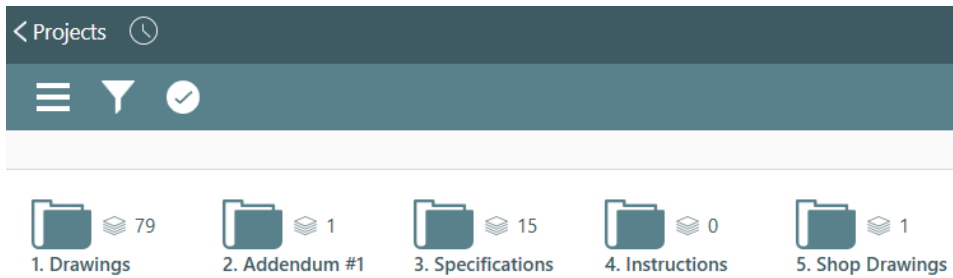 Projects
79
1
15
0
1
1. Drawings
2. Addendum #1
3. Specifications
4. Instructions
5. Shop Drawings